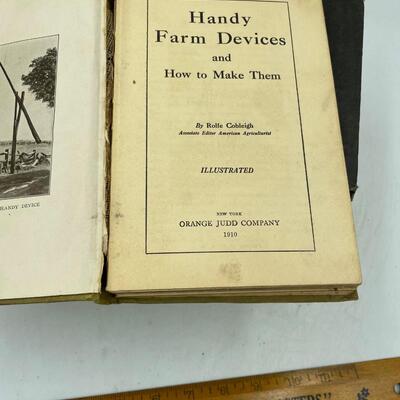 HANDY DEVICE
Handy
Farm Devices
and
How to Make Them
By Rolfe Cobleigh
Associate Editor American Agriculturist
ILLUSTRATED
NEW YORK
ORANGE JUDD COMPANY
1910